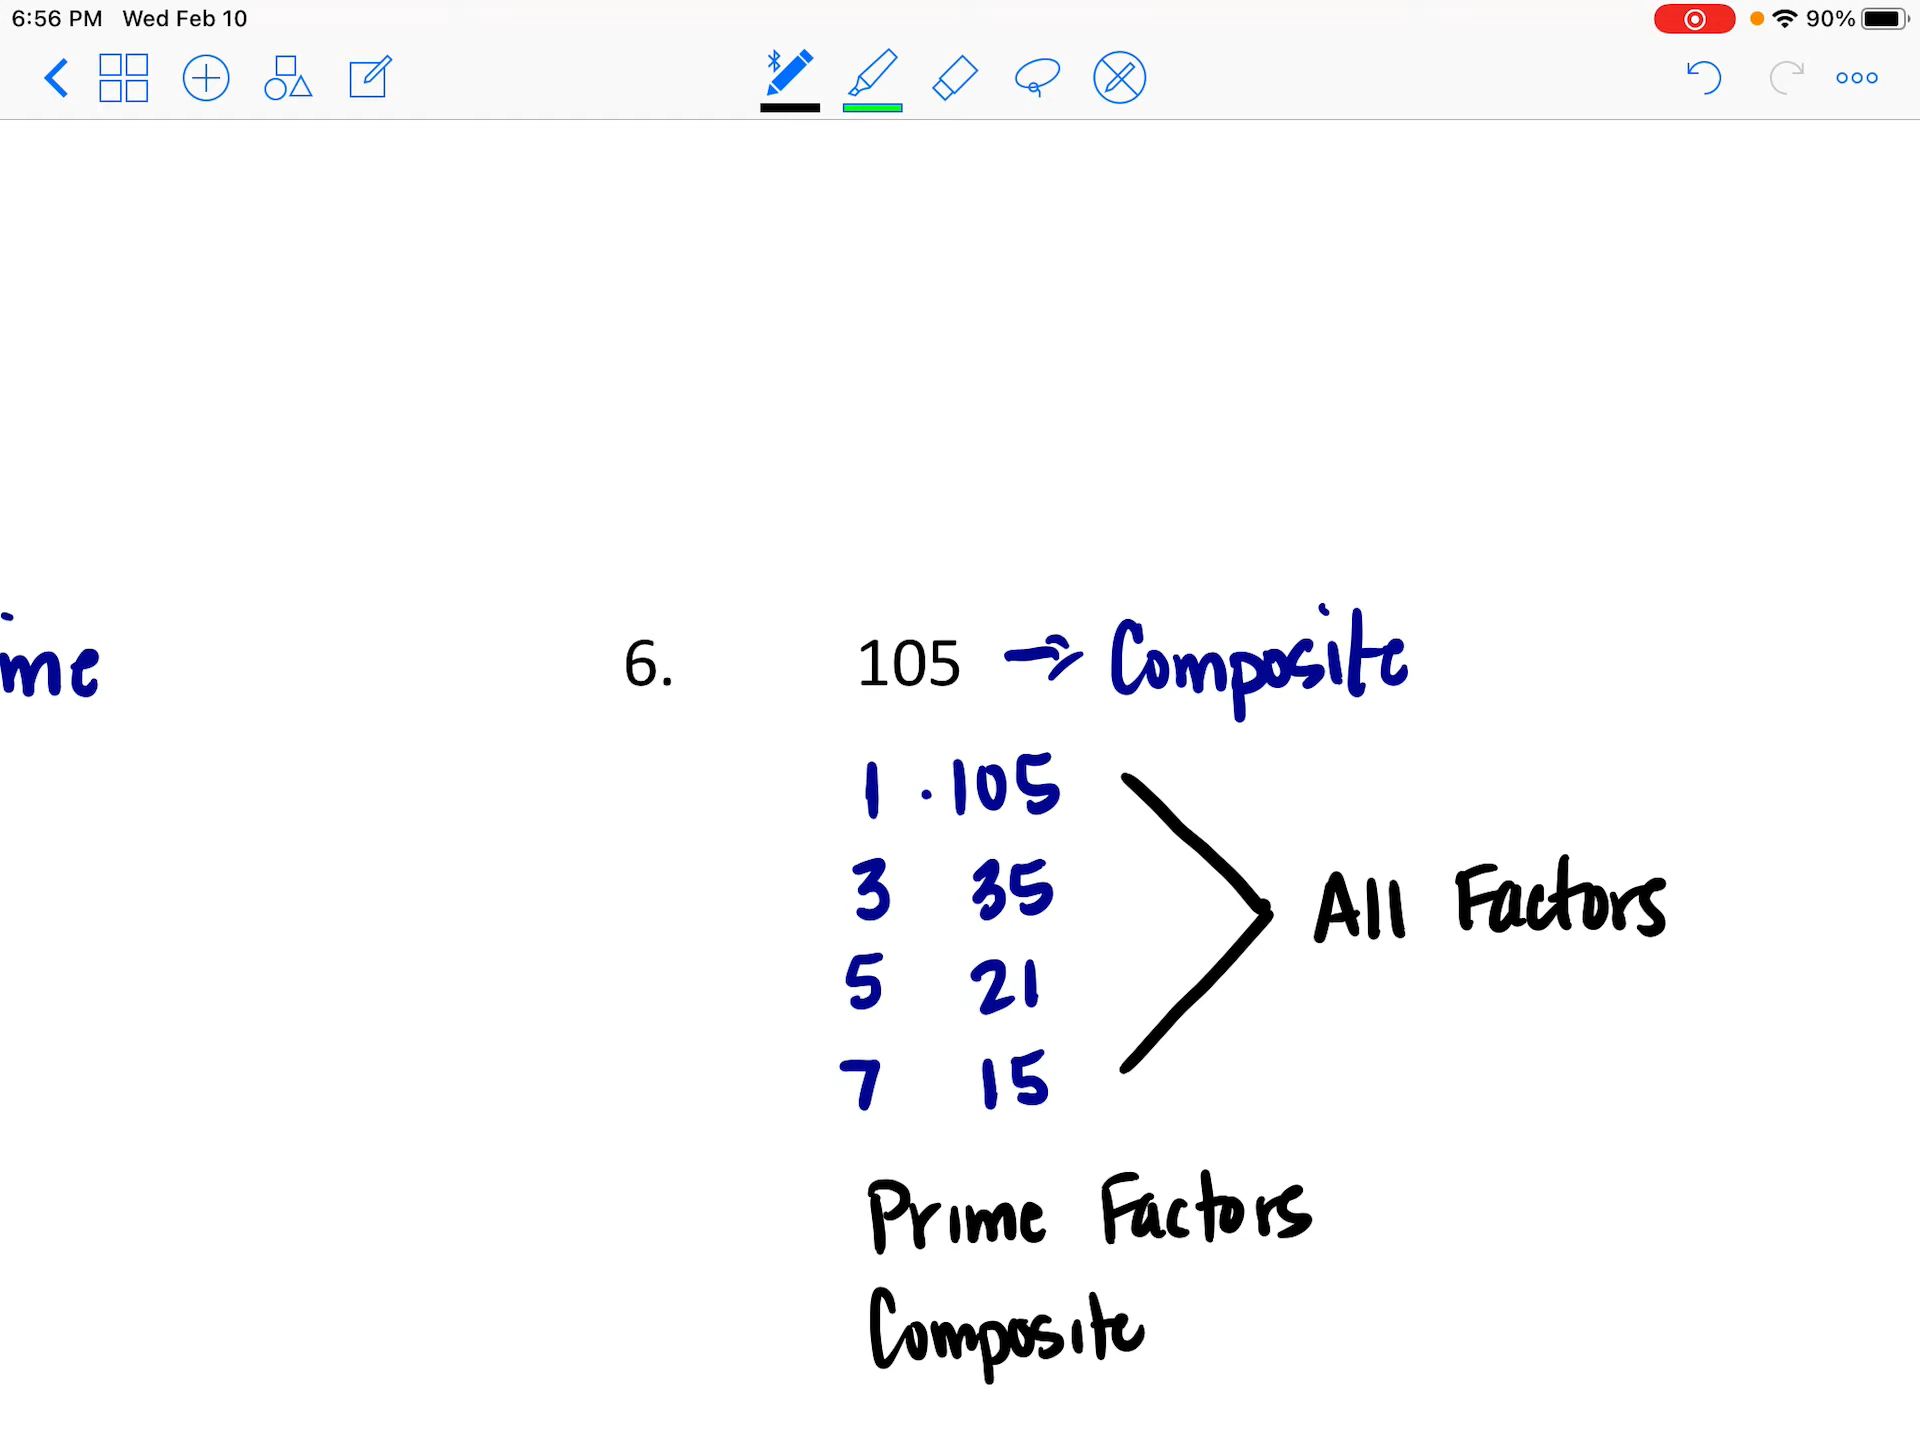 6:56 PM Wed Feb 10 90%
me 6. 105 → Composite
1 · 105
3 35
All Factors
5 21
7 15
Prime Factors
Composite